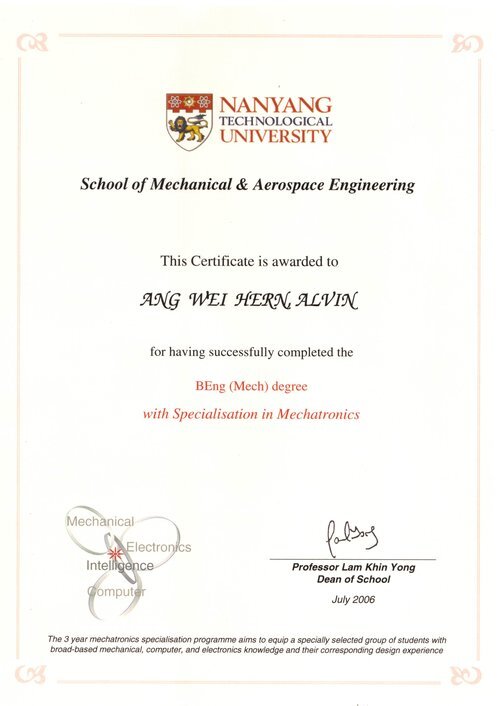 NANYANG
TECHNOLOGICAL
UNIVERSITY
School of Mechanical & Aerospace Engineering
This Certificate is awarded to
ANG WEI HERN, ALVIN
for having successfully completed the
BEng (Mech) degree
with Specialisation in Mechatronics
Mechanical
Electronics
Intelligence
Computer
Professor Lam Khin Yong
Dean of School
July 2006
The 3 year mechatronics specialisation programme aims to equip a specially selected group of students with
broad-based mechanical, computer, and electronics knowledge and their corresponding design experience